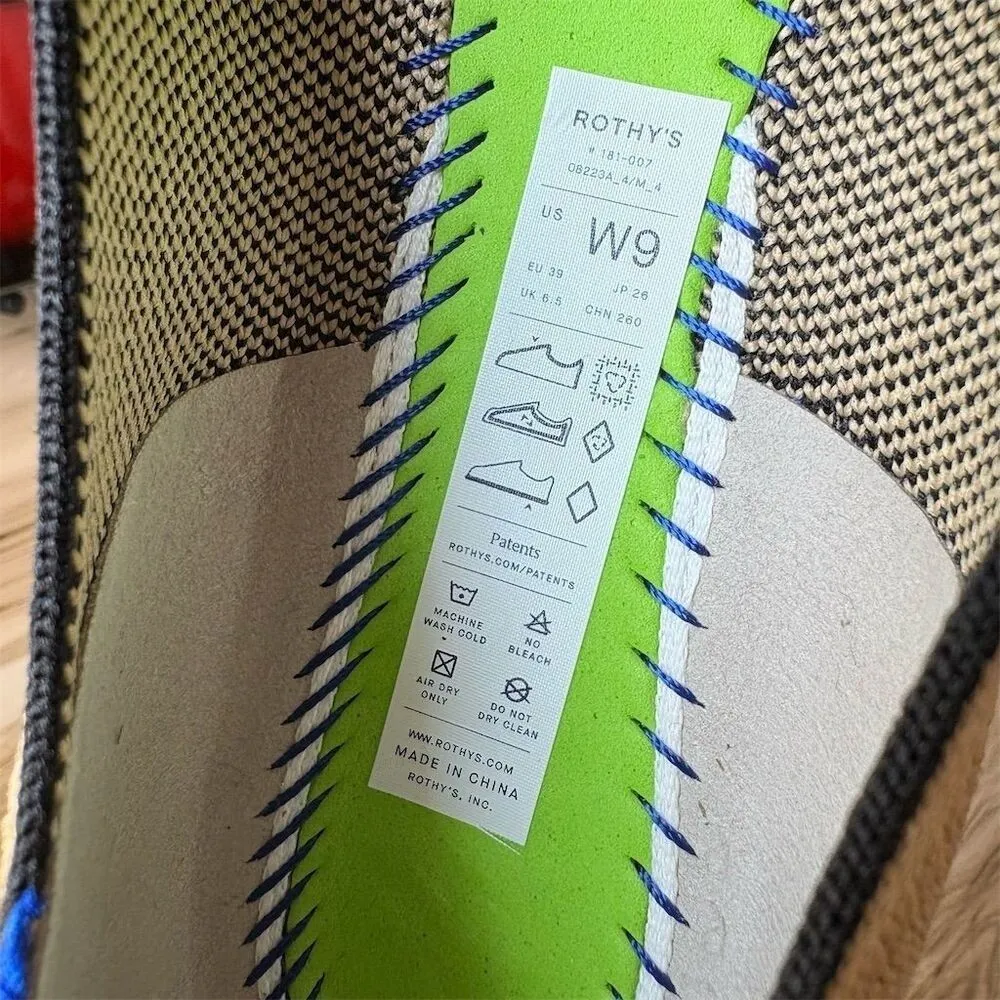 ROTHY'S
# 181-007
08223A_4/M_4
US W9
EU 39 JP 26
UK 6.5 CHN 260
Patents
ROTHYS.COM/PATENTS
MACHINE
WASH COLD
NO
BLEACH
AIR DRY
ONLY
DO NOT
DRY CLEAN
WWW.ROTHYS.COM
MADE IN CHINA
ROTHY'S, INC.